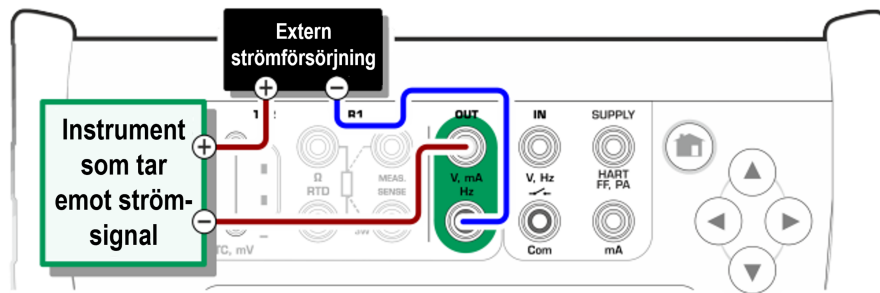 Extern
strömförsörjning
+ −
R1
OUT
IN
SUPPLY
Instrument
som tar
emot ström-
signal
+
−
Ω
RTD
MEAS.
SENSE
V, mA
Hz
V, Hz
HART
FF, PA
TC, mV
Com
mA